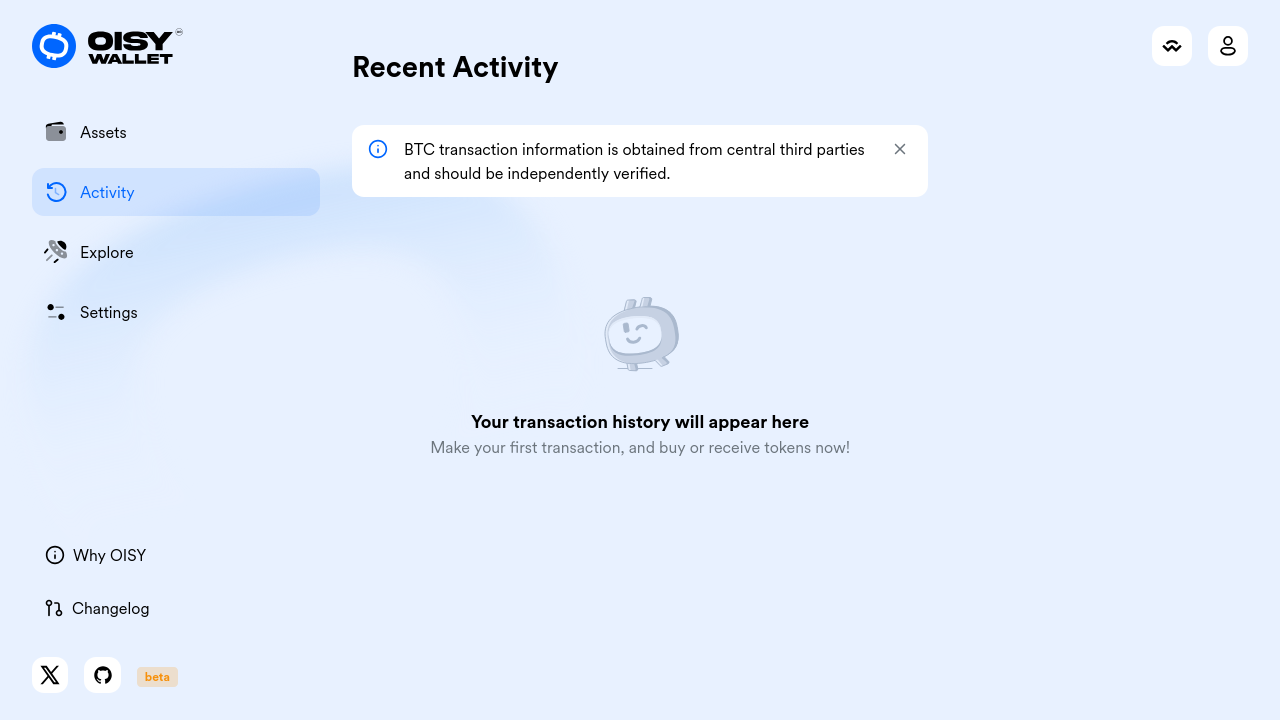 OISY
WALLET
Recent Activity
Assets
Activity
Explore
Settings
BTC transaction information is obtained from central third parties
and should be independently verified.
Your transaction history will appear here
Make your first transaction, and buy or receive tokens now!
Why OISY
Changelog
beta